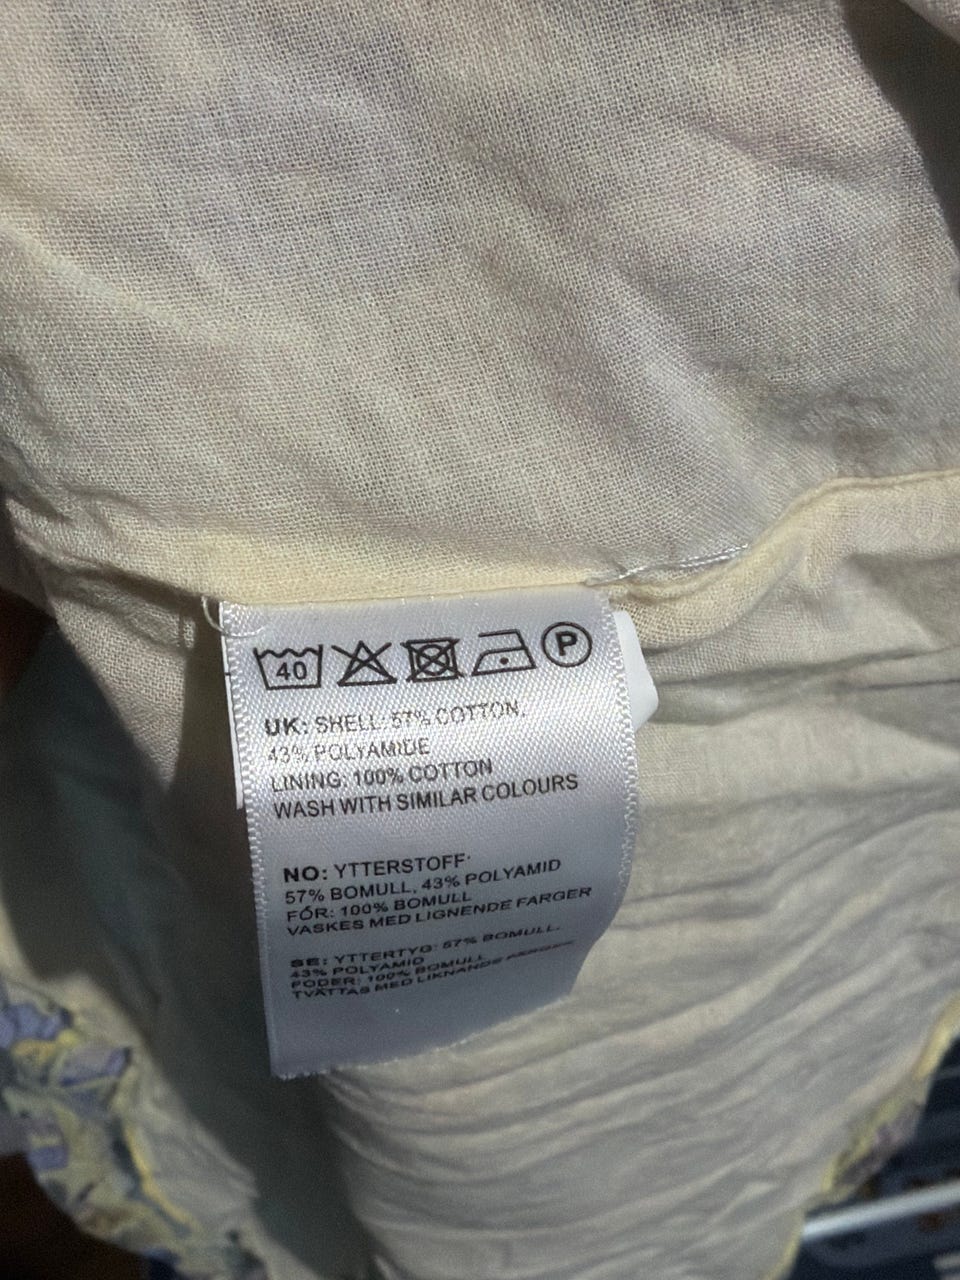 40
P
UK: SHELL: 57% COTTON,
43% POLYAMIDE
LINING: 100% COTTON
WASH WITH SIMILAR COLOURS
NO: YTTERSTOFF:
57% BOMULL, 43% POLYAMID
FÓR: 100% BOMULL
VASKES MED LIGNENDE FARGER
SE: YTTERTYG: 57% BOMULL,
43% POLYAMID
FODER: 100% BOMULL
TVÄTTAS MED LIKNANDE FÄRGER